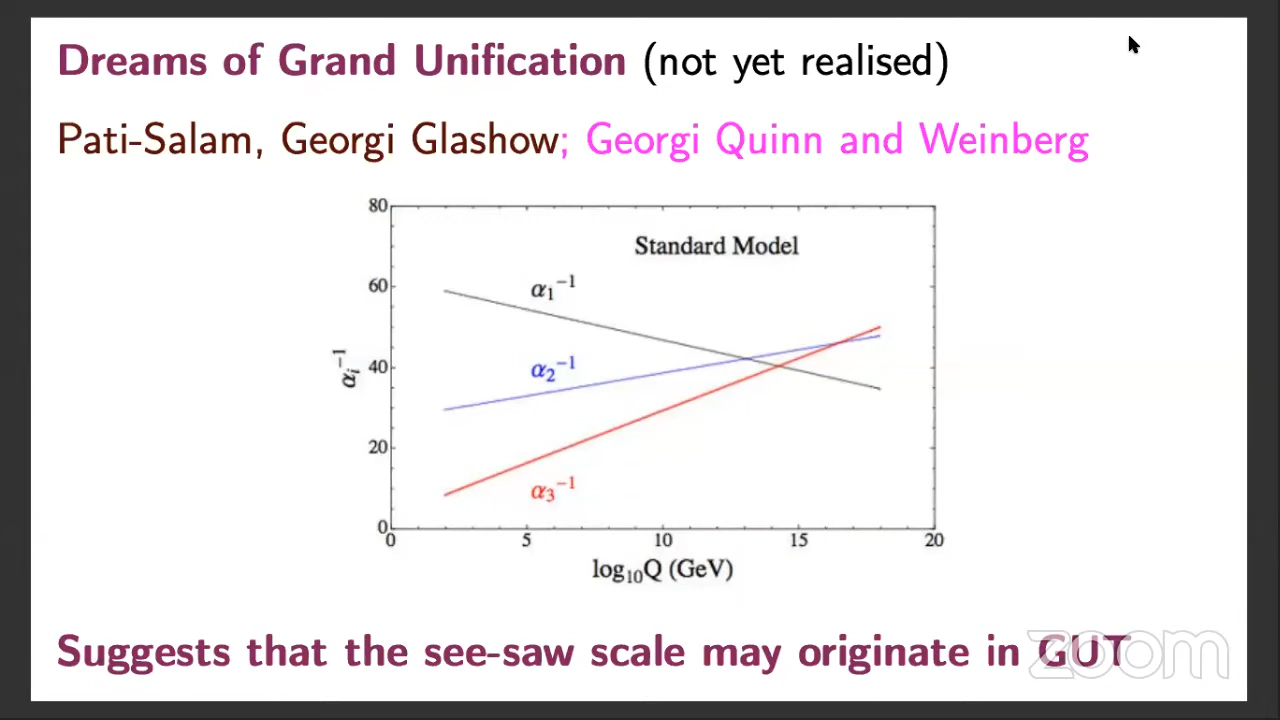 Dreams of Grand Unification (not yet realised)
Pati-Salam, Georgi Glashow; Georgi Quinn and Weinberg
80
Standard Model
60
α₁⁻¹
αᵢ⁻¹
40
α₂⁻¹
20
α₃⁻¹
0
0 5 10 15 20
log₁₀Q (GeV)
Suggests that the see-saw scale may originate in GUT
zoom